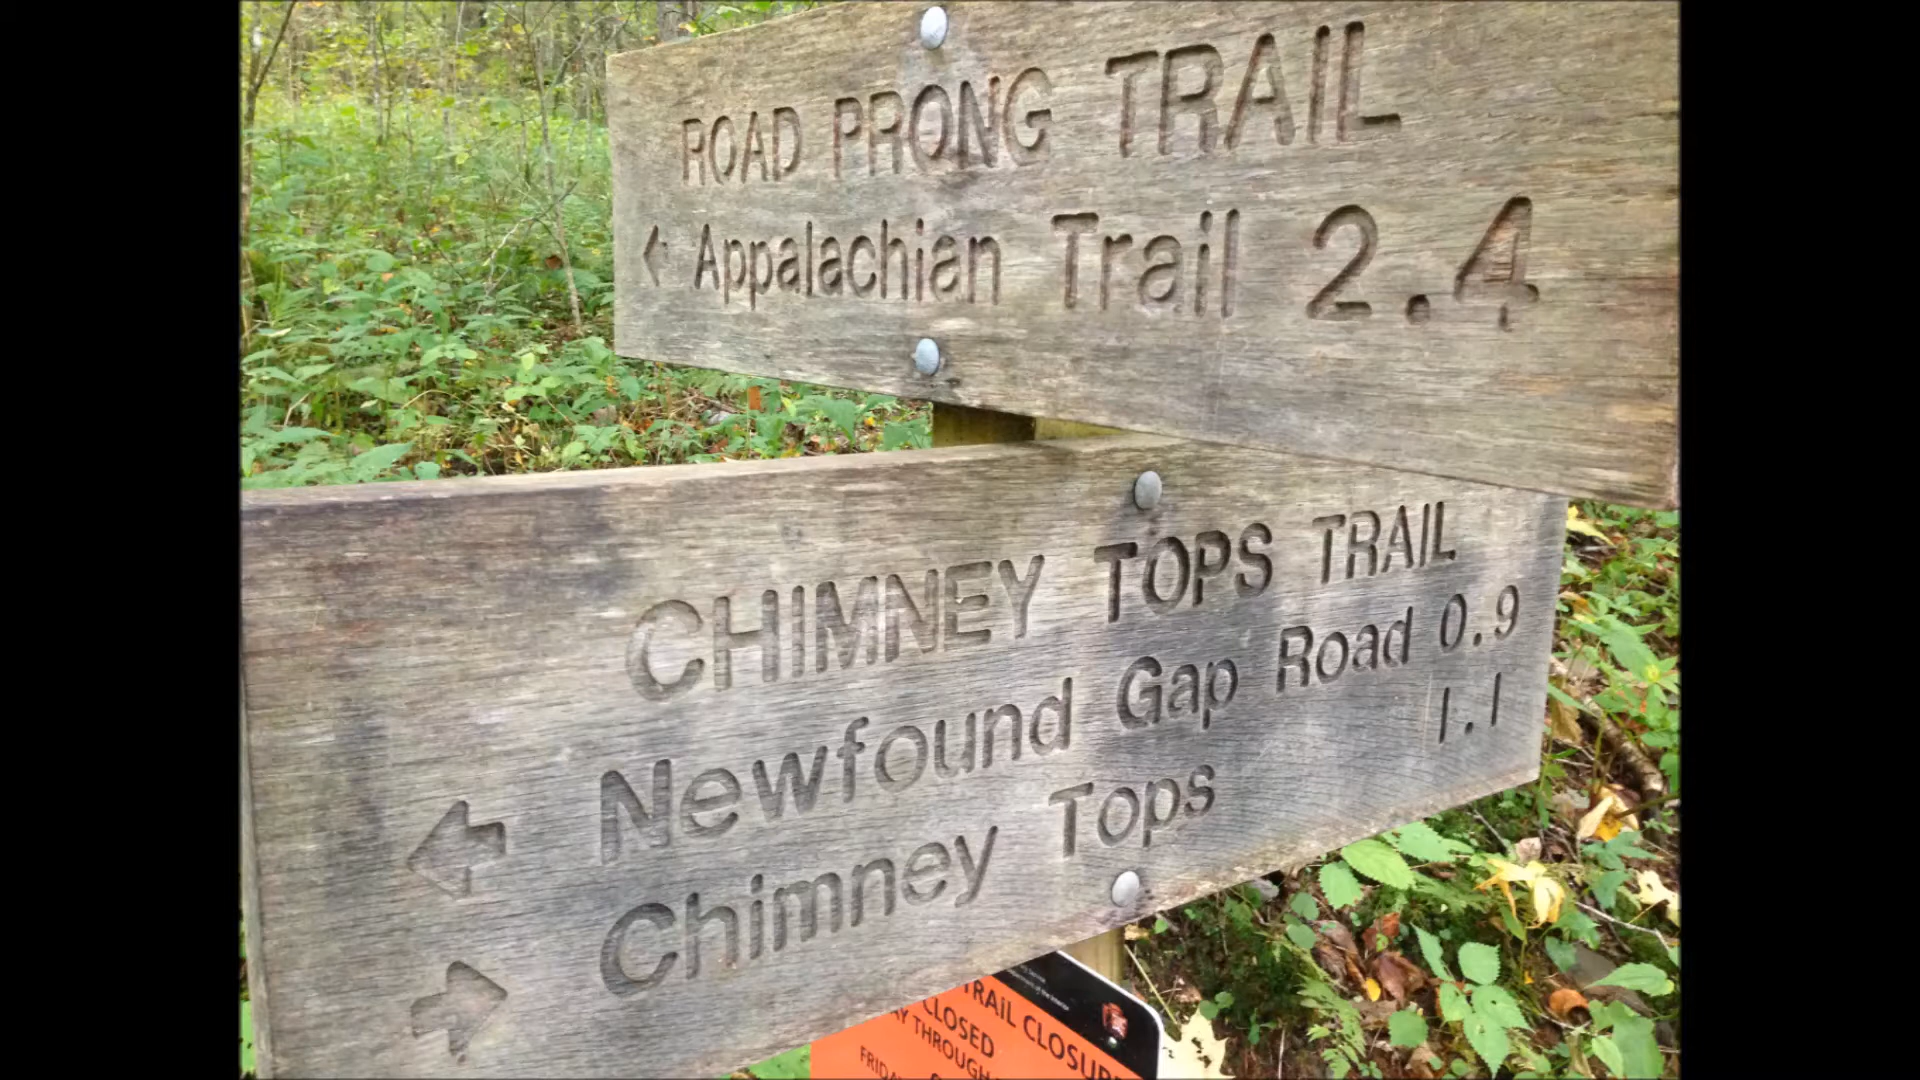 ROAD PRONG TRAIL
← Appalachian Trail 2.4
CHIMNEY TOPS TRAIL
← Newfound Gap Road 0.9
→ Chimney Tops 1.1
TRAIL CLOSURE
CLOSED
THROUGH